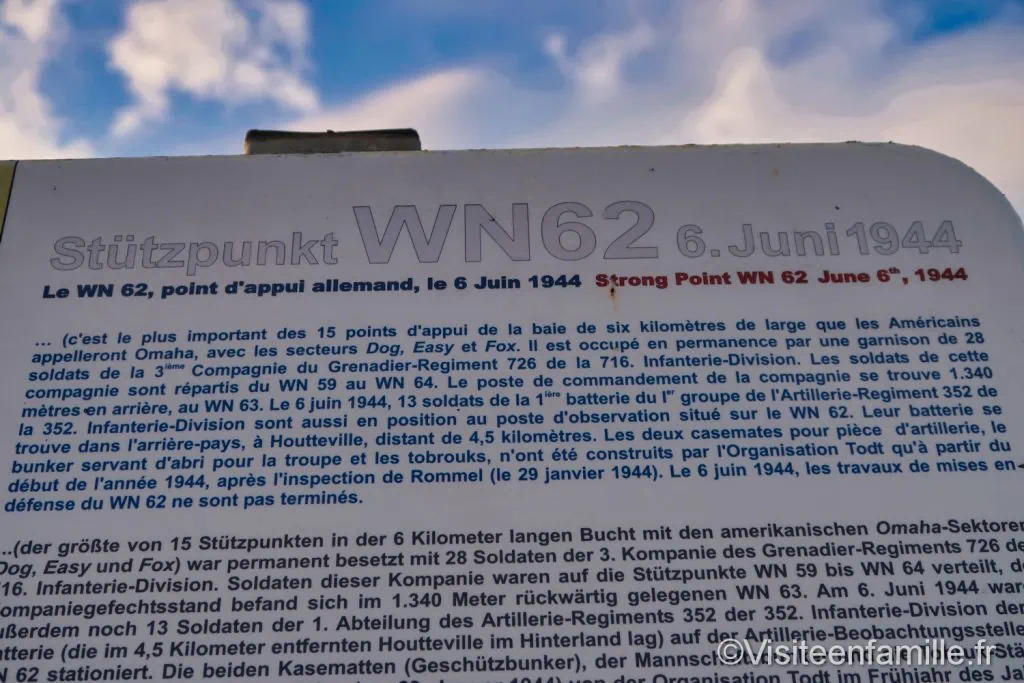 Stützpunkt WN62 6. Juni 1944
Le WN 62, point d'appui allemand, le 6 Juin 1944 Strong Point WN 62 June 6th, 1944
... (c'est le plus important des 15 points d'appui de la baie de six kilomètres de large que les Américains
appelleront Omaha, avec les secteurs Dog, Easy et Fox. Il est occupé en permanence par une garnison de 28
soldats de la 3ième Compagnie du Grenadier-Regiment 726 de la 716. Infanterie-Division. Les soldats de cette
compagnie sont répartis du WN 59 au WN 64. Le poste de commandement de la compagnie se trouve 1.340
mètres en arrière, au WN 63. Le 6 juin 1944, 13 soldats de la 1ière batterie du Ier groupe de l'Artillerie-Regiment 352 de
la 352. Infanterie-Division sont aussi en position au poste d'observation situé sur le WN 62. Leur batterie se
trouve dans l'arrière-pays, à Houtteville, distant de 4,5 kilomètres. Les deux casemates pour pièce d'artillerie, le
bunker servant d'abri pour la troupe et les tobrouks, n'ont été construits par l'Organisation Todt qu'à partir du
début de l'année 1944, après l'inspection de Rommel (le 29 janvier 1944). Le 6 juin 1944, les travaux de mises en
défense du WN 62 ne sont pas terminés.
...(der größte von 15 Stützpunkten in der 6 Kilometer langen Bucht mit den amerikanischen Omaha-Sektoren
Dog, Easy und Fox) war permanent besetzt mit 28 Soldaten der 3. Kompanie des Grenadier-Regiments 726 de
16. Infanterie-Division. Soldaten dieser Kompanie waren auf die Stützpunkte WN 59 bis WN 64 verteilt, d
ompaniegefechtsstand befand sich im 1.340 Meter rückwärtig gelegenen WN 63. Am 6. Juni 1944 ware
ußerdem noch 13 Soldaten der 1. Abteilung des Artillerie-Regiments 352 der 352. Infanterie-Division der
atterie (die im 4,5 Kilometer entfernten Houtteville im Hinterland lag) auf der Artillerie-Beobachtungsstelle
N 62 stationiert. Die beiden Kasematten (Geschützbunker), der
von der Organisation Todt im Frühjahr des Ja
©Visiteenfamille.fr